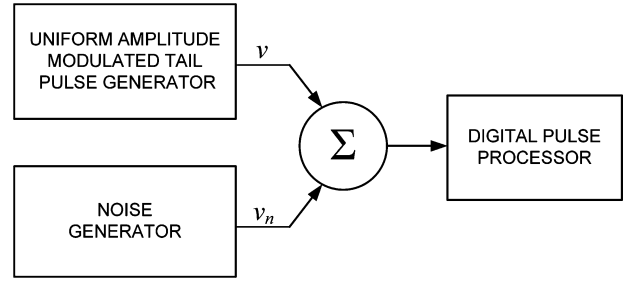 UNIFORM AMPLITUDE
MODULATED TAIL
PULSE GENERATOR
v
Σ
DIGITAL PULSE
PROCESSOR
NOISE
GENERATOR
vn